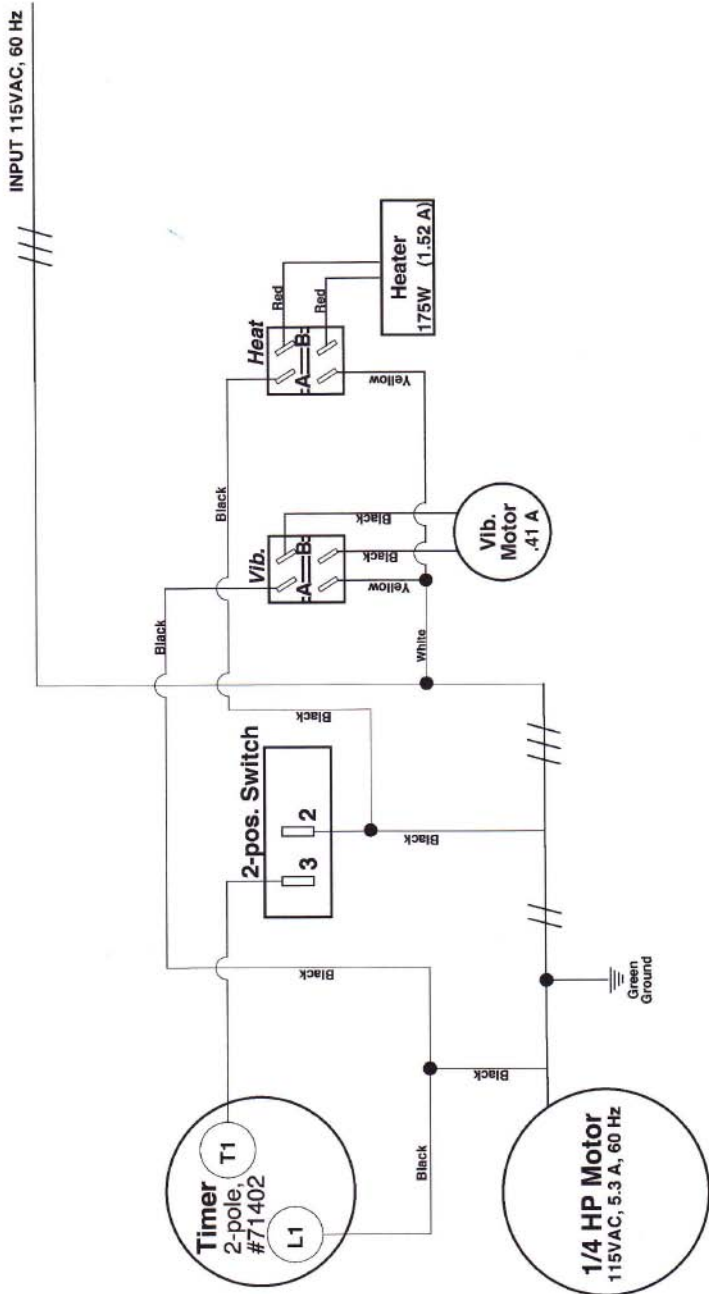 INPUT 115VAC, 60 Hz
Heat
A
B
Red
Red
Yellow
Heater
175W (1.52 A)
Black
Vib.
A
B
Black
Black
Yellow
Vib.
Motor
.41 A
Black
White
Black
2-pos. Switch
3
2
Black
Black
Green
Ground
Timer
2-pole,
#71402
T1
L1
Black
Black
1/4 HP Motor
115VAC, 5.3 A, 60 Hz